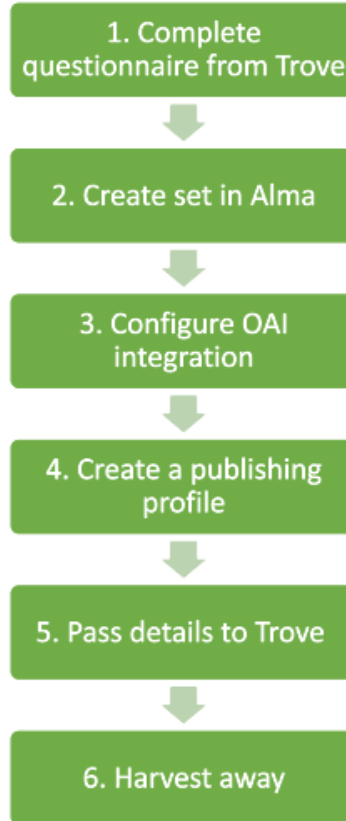 1. Complete
questionnaire from Trove
2. Create set in Alma
3. Configure OAI
integration
4. Create a publishing
profile
5. Pass details to Trove
6. Harvest away